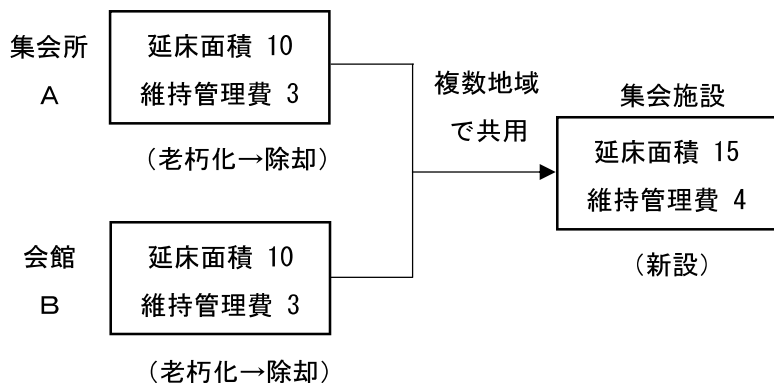 集会所
A
延床面積 10
維持管理費 3
(老朽化→除却)
会館
B
延床面積 10
維持管理費 3
(老朽化→除却)
複数地域
で共用
集会施設
延床面積 15
維持管理費 4
(新設)